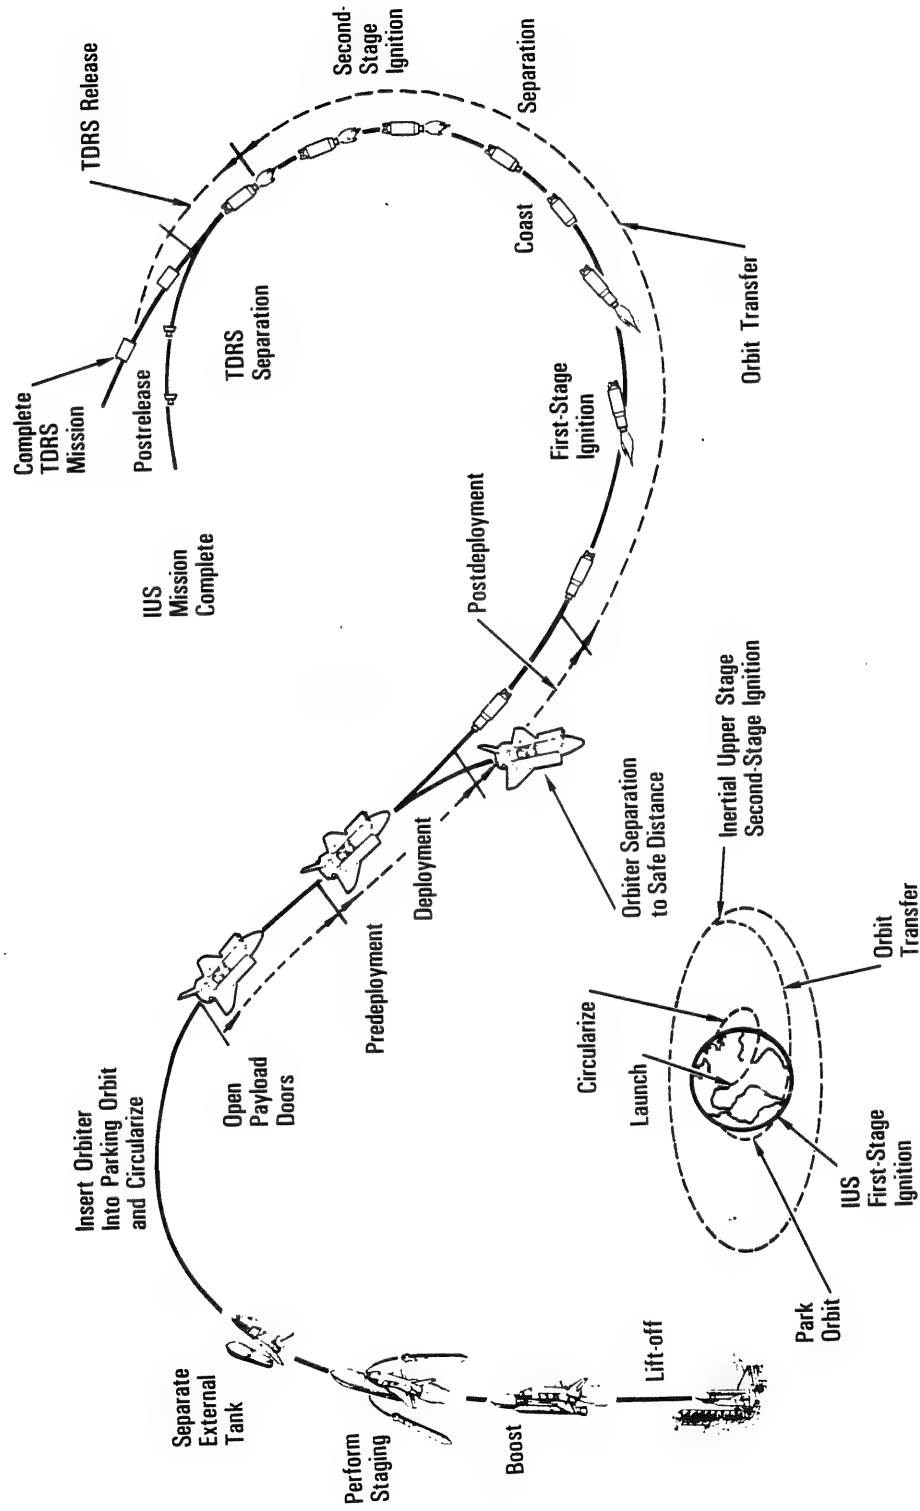 Lift-off
Boost
Perform
Staging
Separate
External
Tank
Insert Orbiter
Into Parking Orbit
and Circularize
Open
Payload
Doors
Predeployment
Deployment
Orbiter Separation
to Safe Distance
Postdeployment
First-Stage
Ignition
Orbit Transfer
Coast
Separation
Second-
Stage
Ignition
TDRS Release
TDRS
Separation
Complete
TDRS
Mission
Postrelease
IUS
Mission
Complete
Park
Orbit
IUS
First-Stage
Ignition
Launch
Circularize
Orbit
Transfer
Inertial Upper Stage
Second-Stage Ignition